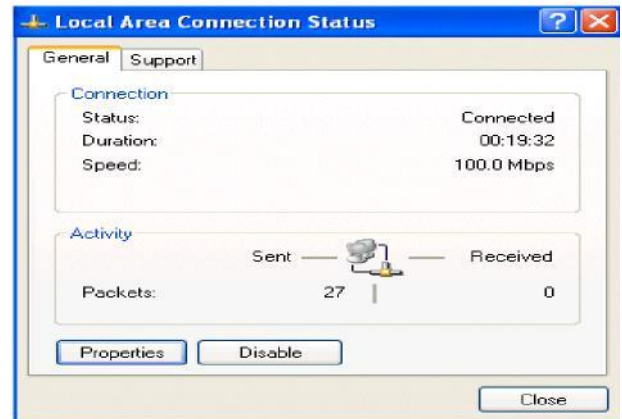 Local Area Connection Status
General Support
Connection
Status: Connected
Duration: 00:19:32
Speed: 100.0 Mbps
Activity
Sent Received
Packets: 27 0
Properties Disable
Close